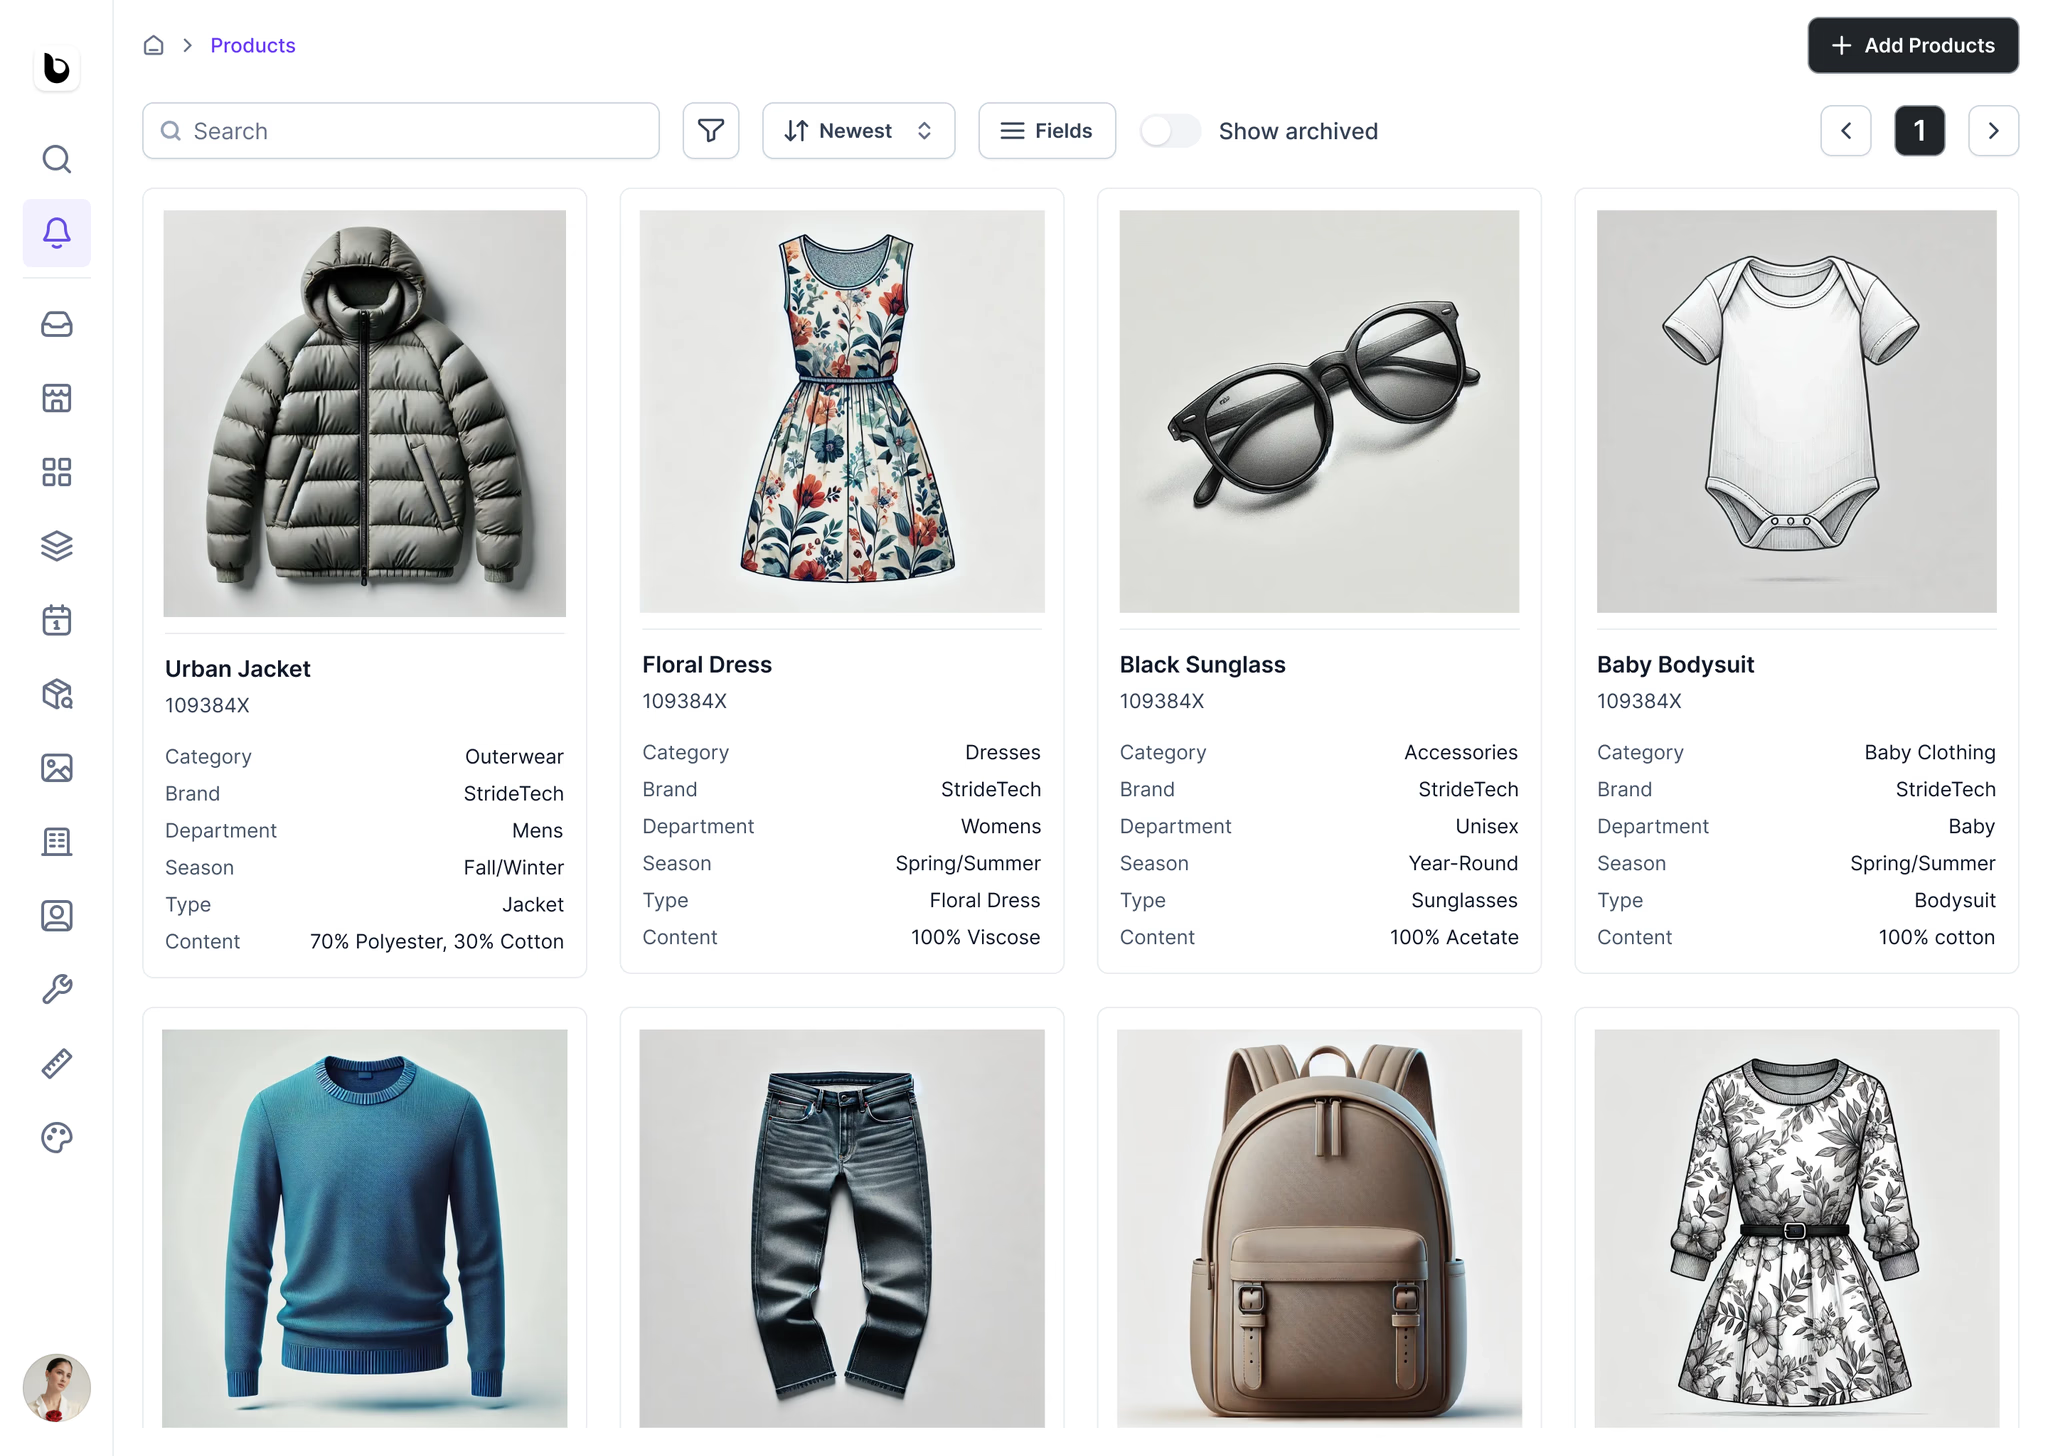 Products
Add Products
Search
Newest
Fields
Show archived
1
Urban Jacket
109384X
Category Outerwear
Brand StrideTech
Department Mens
Season Fall/Winter
Type Jacket
Content 70% Polyester, 30% Cotton
Floral Dress
109384X
Category Dresses
Brand StrideTech
Department Womens
Season Spring/Summer
Type Floral Dress
Content 100% Viscose
Black Sunglass
109384X
Category Accessories
Brand StrideTech
Department Unisex
Season Year-Round
Type Sunglasses
Content 100% Acetate
Baby Bodysuit
109384X
Category Baby Clothing
Brand StrideTech
Department Baby
Season Spring/Summer
Type Bodysuit
Content 100% cotton